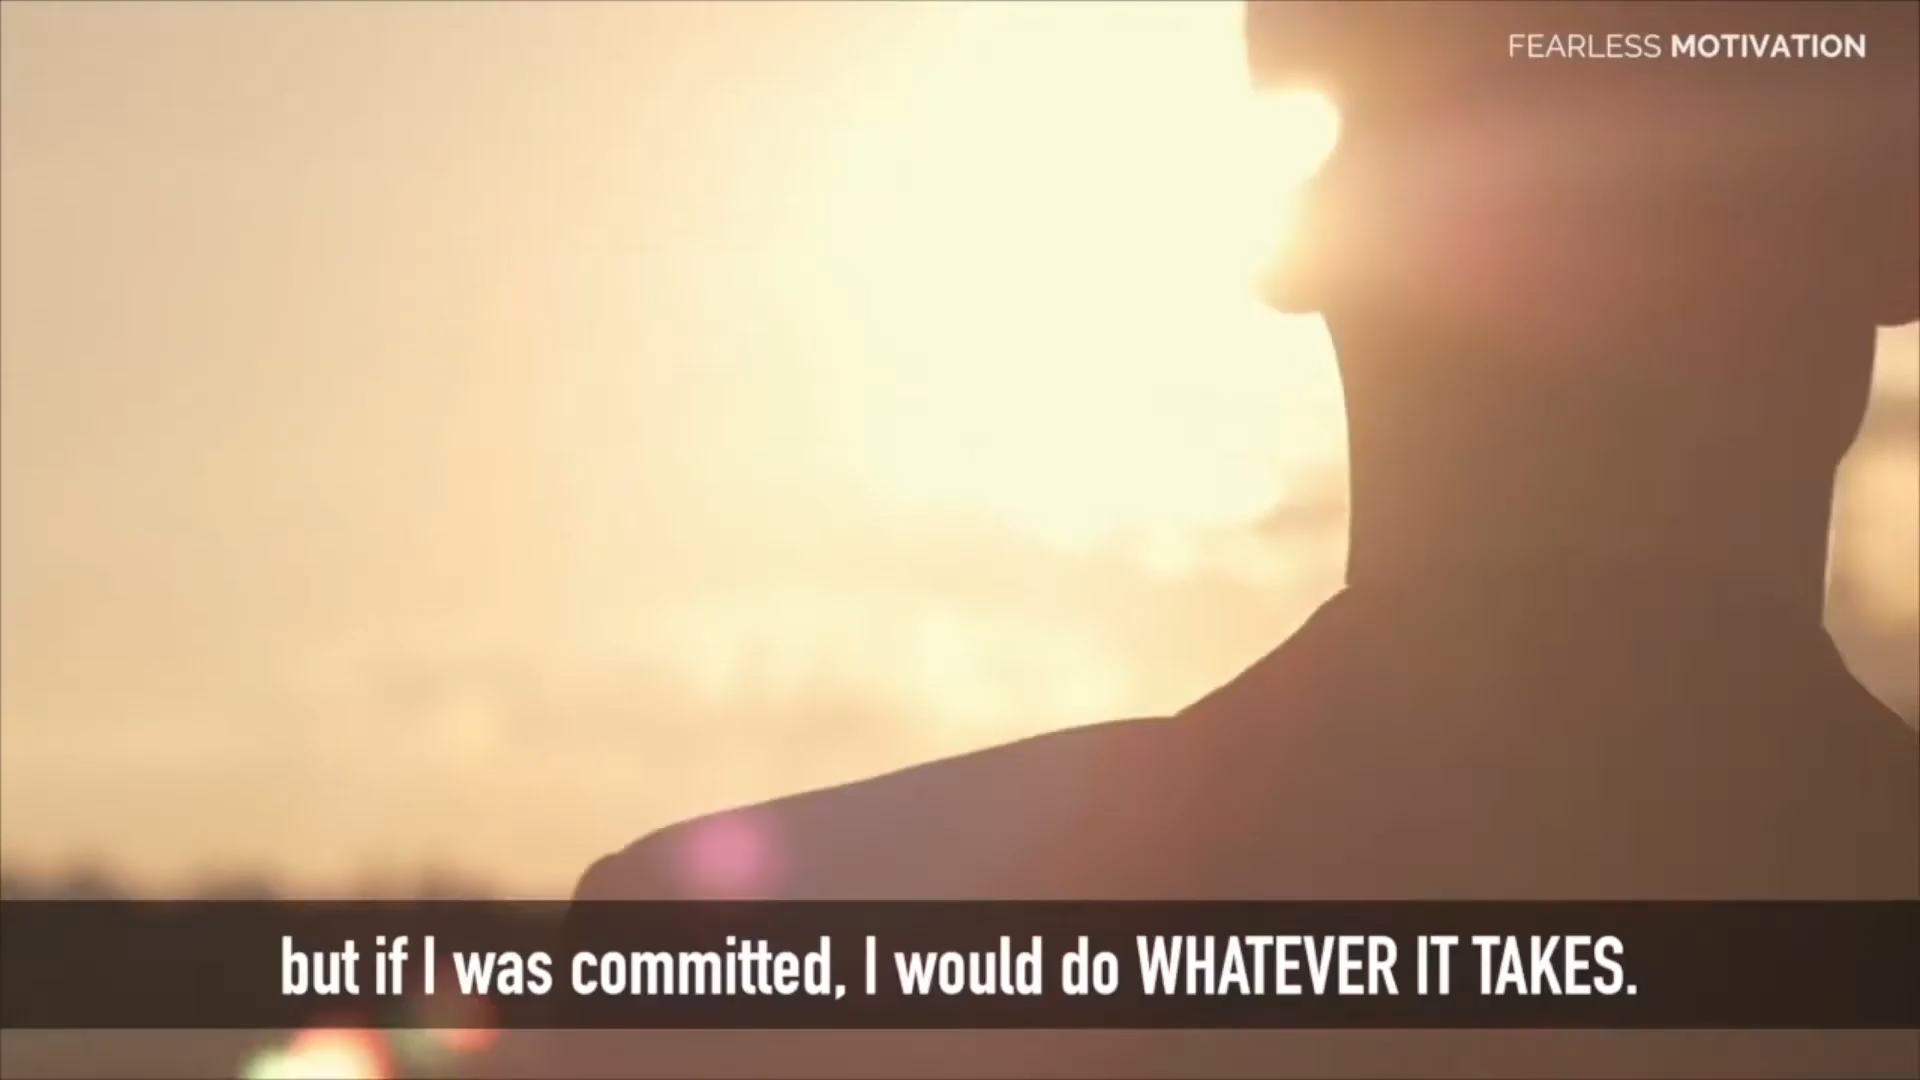 FEARLESS MOTIVATION
but if I was committed, I would do WHATEVER IT TAKES.